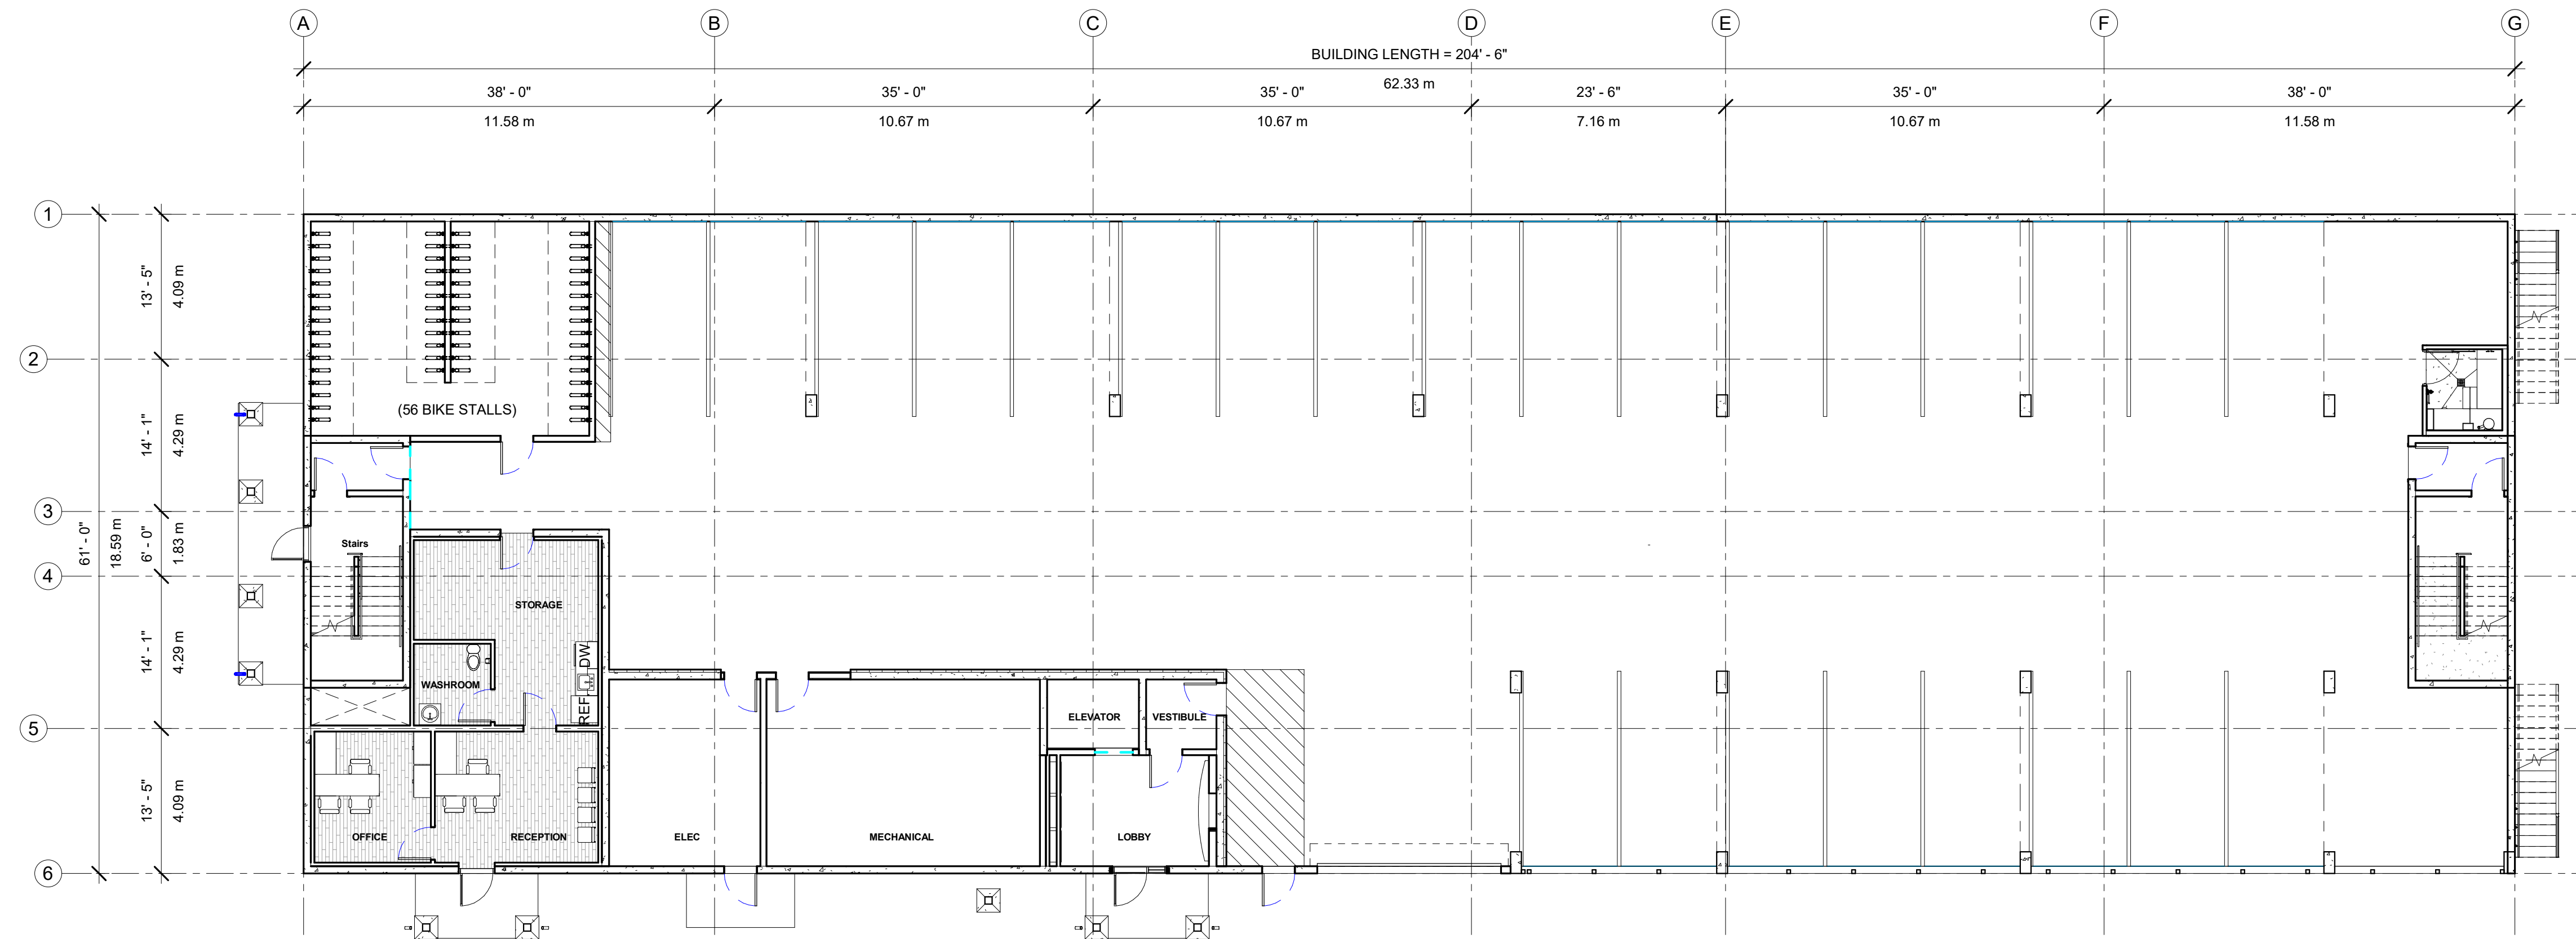 A
B
C
D
E
F
G
BUILDING LENGTH = 204' - 6"
62.33 m
38' - 0"
35' - 0"
35' - 0"
23' - 6"
35' - 0"
38' - 0"
11.58 m
10.67 m
10.67 m
7.16 m
10.67 m
11.58 m
1
2
3
4
5
6
61' - 0"
18.59 m
13' - 5"
4.09 m
14' - 1"
4.29 m
6' - 0"
1.83 m
14' - 1"
4.29 m
13' - 5"
4.09 m
(56 BIKE STALLS)
Stairs
STORAGE
DW
WASHROOM
REF
ELEVATOR
VESTIBULE
OFFICE
RECEPTION
ELEC
MECHANICAL
LOBBY